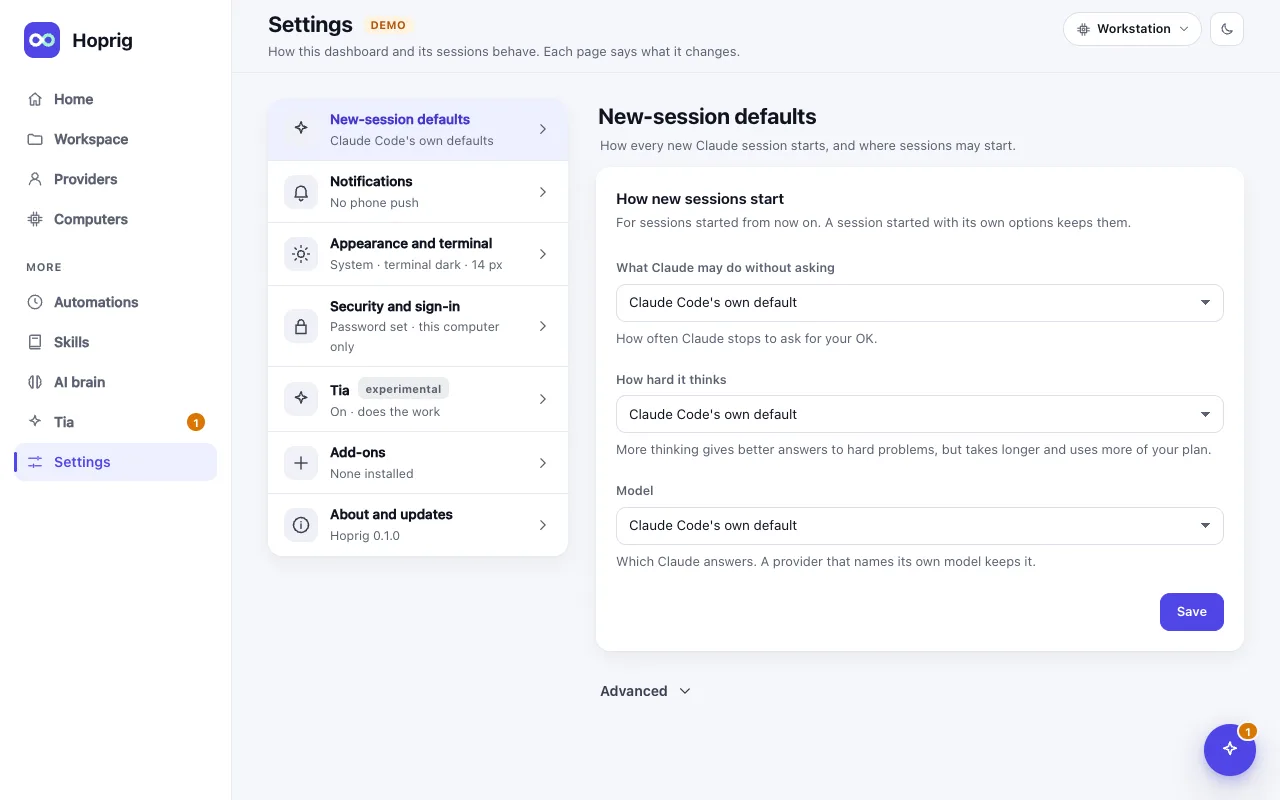 Hoprig
Home
Workspace
Providers
Computers
MORE
Automations
Skills
AI brain
Tia
1
Settings
Settings
DEMO
How this dashboard and its sessions behave. Each page says what it changes.
Workstation
New-session defaults
Claude Code's own defaults
Notifications
No phone push
Appearance and terminal
System · terminal dark · 14 px
Security and sign-in
Password set · this computer
only
Tia
experimental
On · does the work
Add-ons
None installed
About and updates
Hoprig 0.1.0
New-session defaults
How every new Claude session starts, and where sessions may start.
How new sessions start
For sessions started from now on. A session started with its own options keeps them.
What Claude may do without asking
Claude Code's own default
How often Claude stops to ask for your OK.
How hard it thinks
Claude Code's own default
More thinking gives better answers to hard problems, but takes longer and uses more of your plan.
Model
Claude Code's own default
Which Claude answers. A provider that names its own model keeps it.
Save
Advanced
1